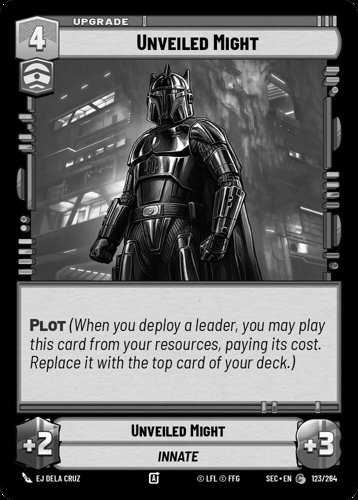 UPGRADE
4
UNVEILED MIGHT
PLOT (When you deploy a leader, you may play
this card from your resources, paying its cost.
Replace it with the top card of your deck.)
UNVEILED MIGHT
+2
INNATE
+3
EJ DELA CRUZ
© LFL © FFG
SEC • EN
C
123/264